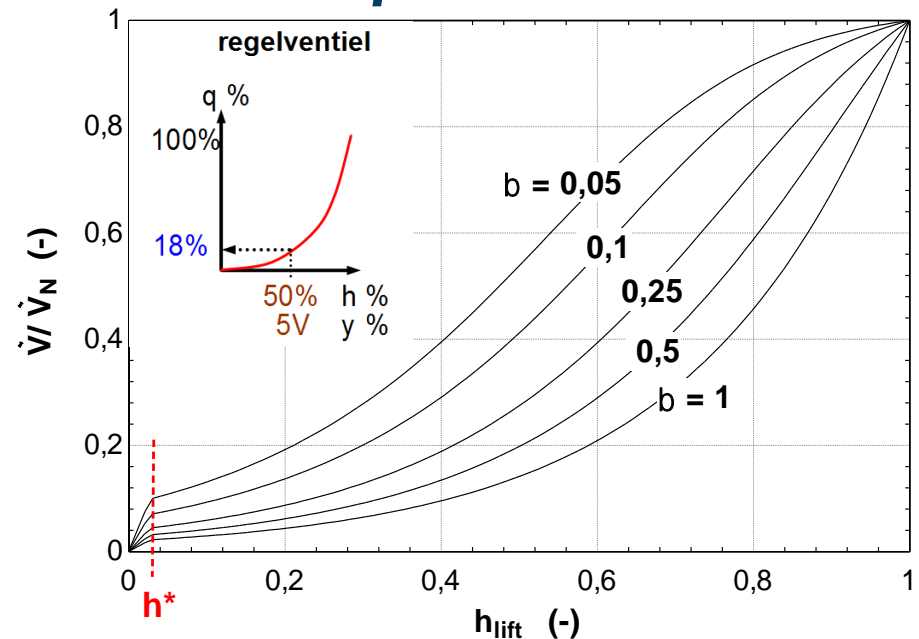 regelventiel
q %
100%
18%
50% h %
5V y %
V̇/ V̇N (-)
1
0,8
0,6
0,4
0,2
0
b = 0,05
0,1
0,25
0,5
b = 1
0 0,2 0,4 0,6 0,8 1
h*
hlift (-)